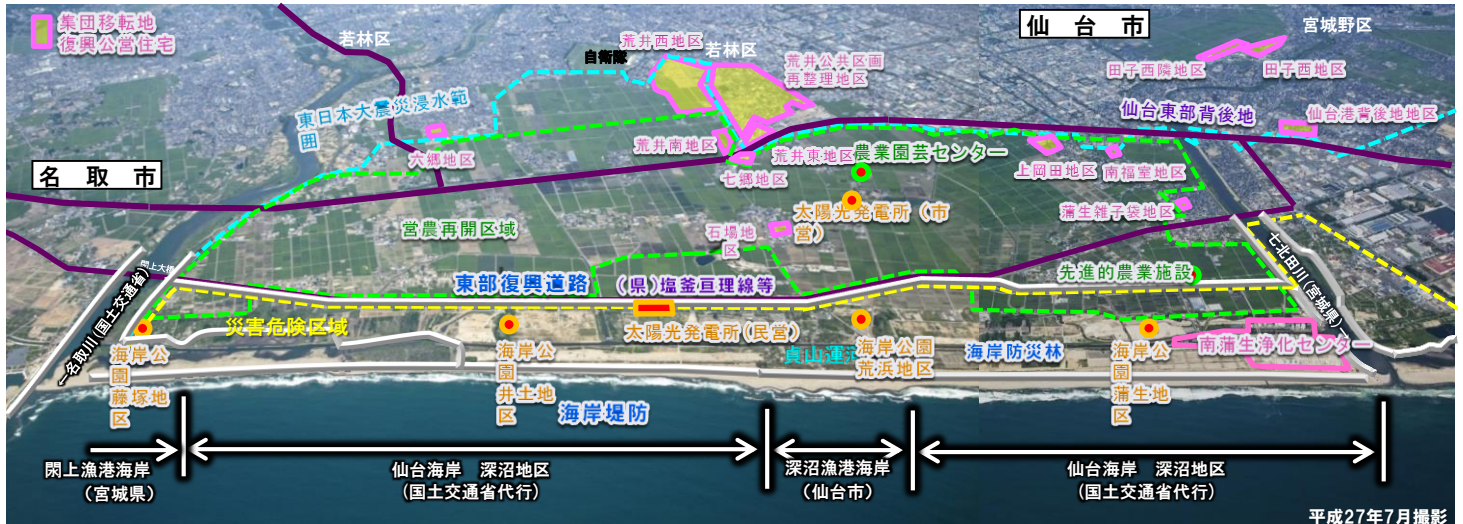 集団移転地
復興公営住宅
若林区
自衛隊
荒井西地区
若林区
荒井公共区画
再整理地区
仙　台　市
宮城野区
田子西隣地区
田子西地区
東日本大震災浸水範
囲
仙台東部背後地
仙台港背後地地区
六郷地区
荒井南地区
荒井東地区
農業園芸センター
七郷地区
上岡田地区
南福室地区
名　取　市
太陽光発電所（市
営）
蒲生雑子袋地区
営農再開区域
石場地
区
閖上大橋
東部復興道路
（県）塩釜亘理線等
先進的農業施設
七北田川（宮城県）→
←名取川（国土交通省）
災害危険区域
太陽光発電所（民営）
海岸公
園
藤塚地
区
海岸公
園
井土地
区
貞山運河
海岸公園
荒浜地区
海岸防災林
海岸公
園
蒲生地
区
南蒲生浄化センター
海岸堤防
閖上漁港海岸
（宮城県）
仙台海岸　深沼地区
（国土交通省代行）
深沼漁港海岸
（仙台市）
仙台海岸　深沼地区
（国土交通省代行）
平成27年7月撮影